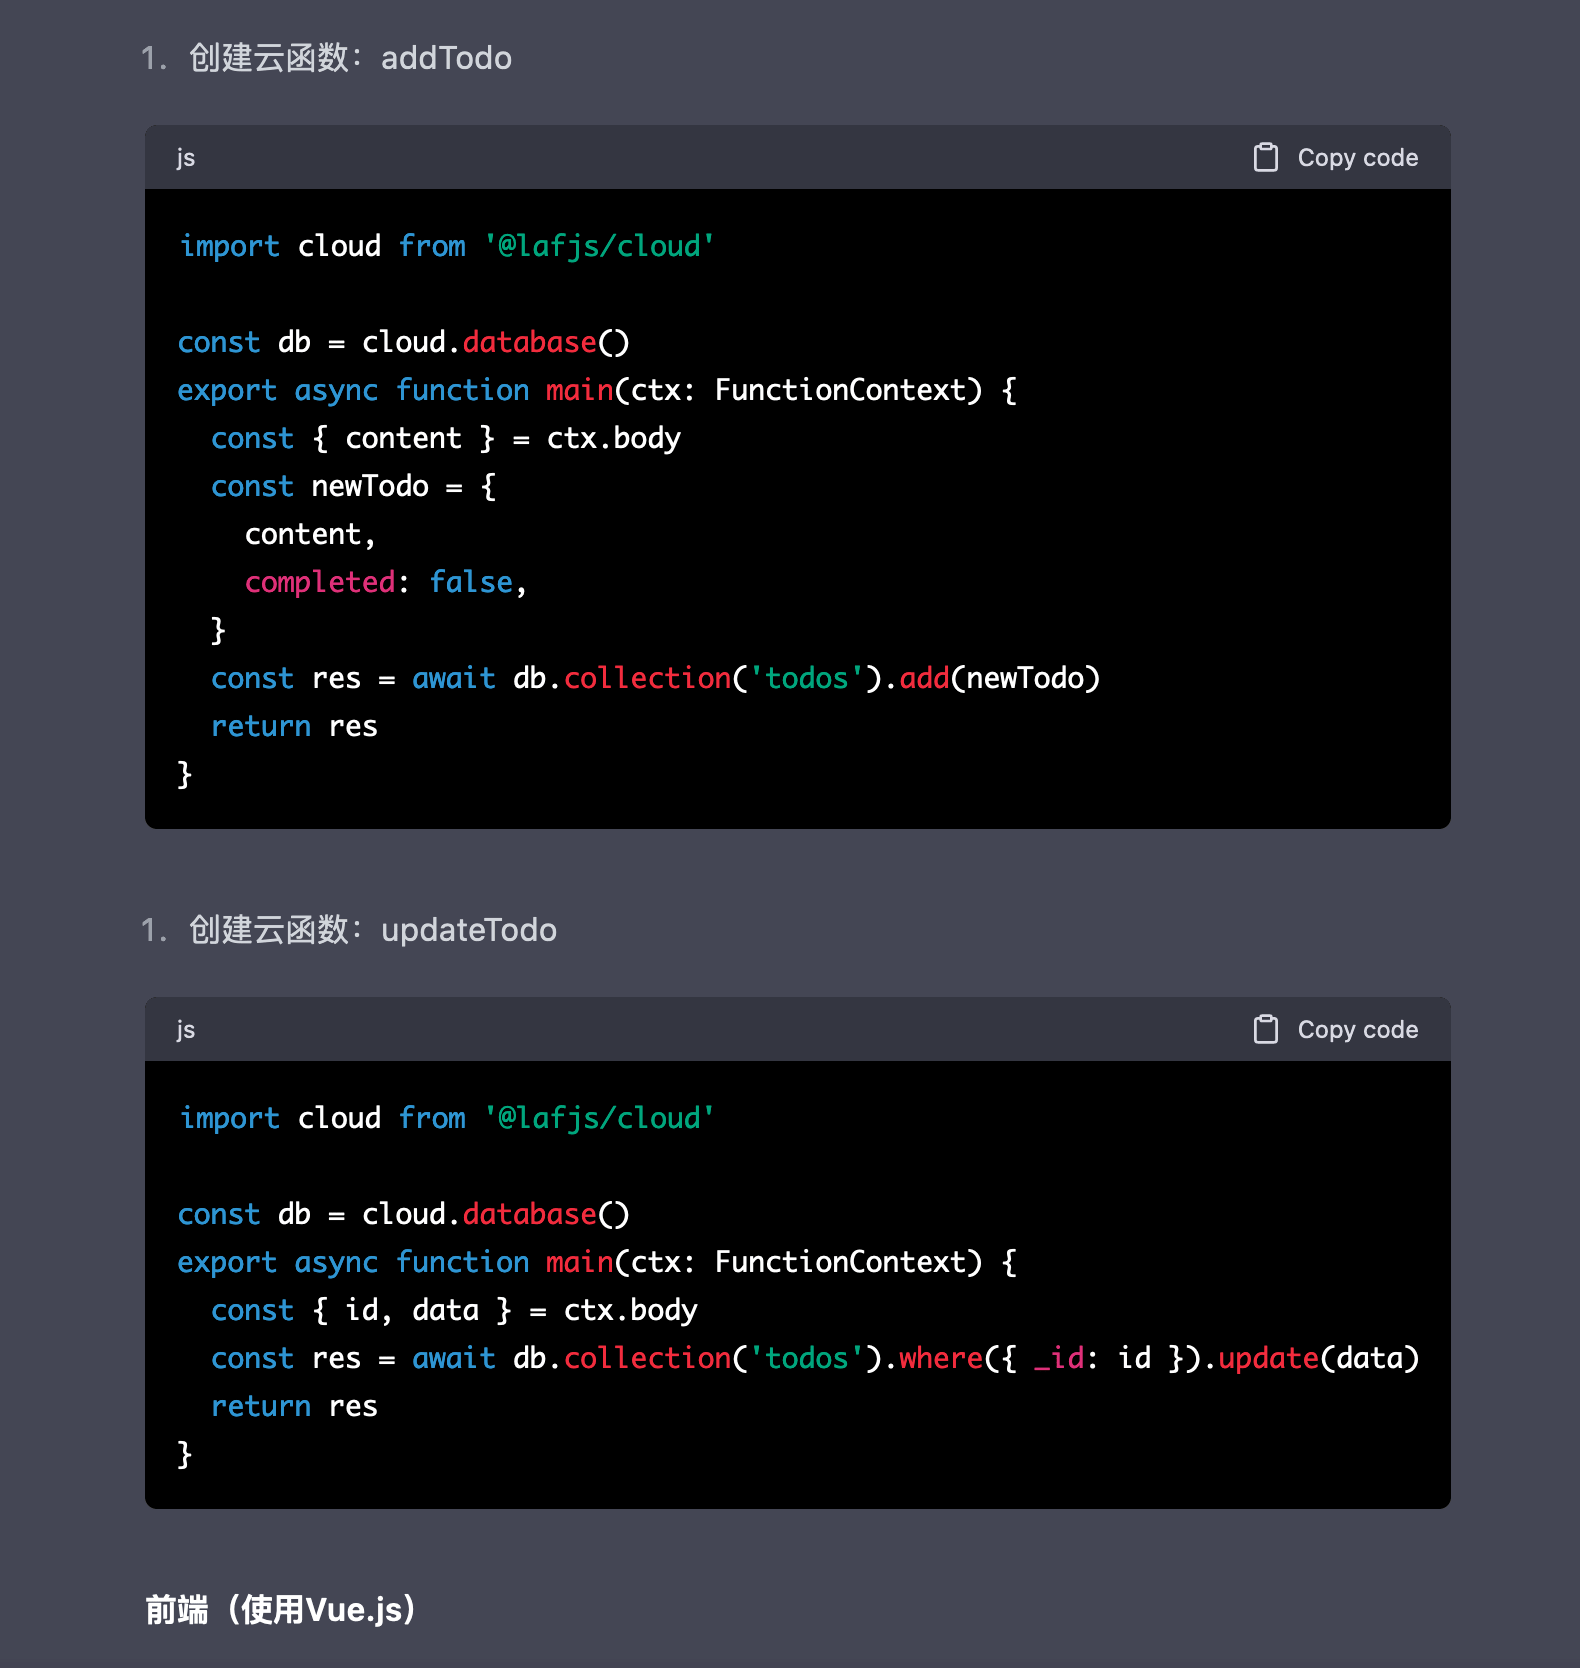 1. 创建云函数：addTodo
js
Copy code
import cloud from '@lafjs/cloud'
const db = cloud.database()
export async function main(ctx: FunctionContext) {
  const { content } = ctx.body
  const newTodo = {
    content,
    completed: false,
  }
  const res = await db.collection('todos').add(newTodo)
  return res
}
1. 创建云函数：updateTodo
js
Copy code
import cloud from '@lafjs/cloud'
const db = cloud.database()
export async function main(ctx: FunctionContext) {
  const { id, data } = ctx.body
  const res = await db.collection('todos').where({ _id: id }).update(data)
  return res
}
前端（使用Vue.js）